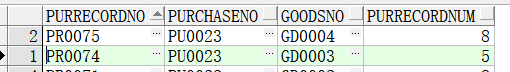 PURRECORDNO PURCHASENO GOODSNO PURRECORDNUM
2 PR0075 ... PU0023 ... GD0004 ... 8
1 PR0074 ... PU0023 ... GD0003 ... 5